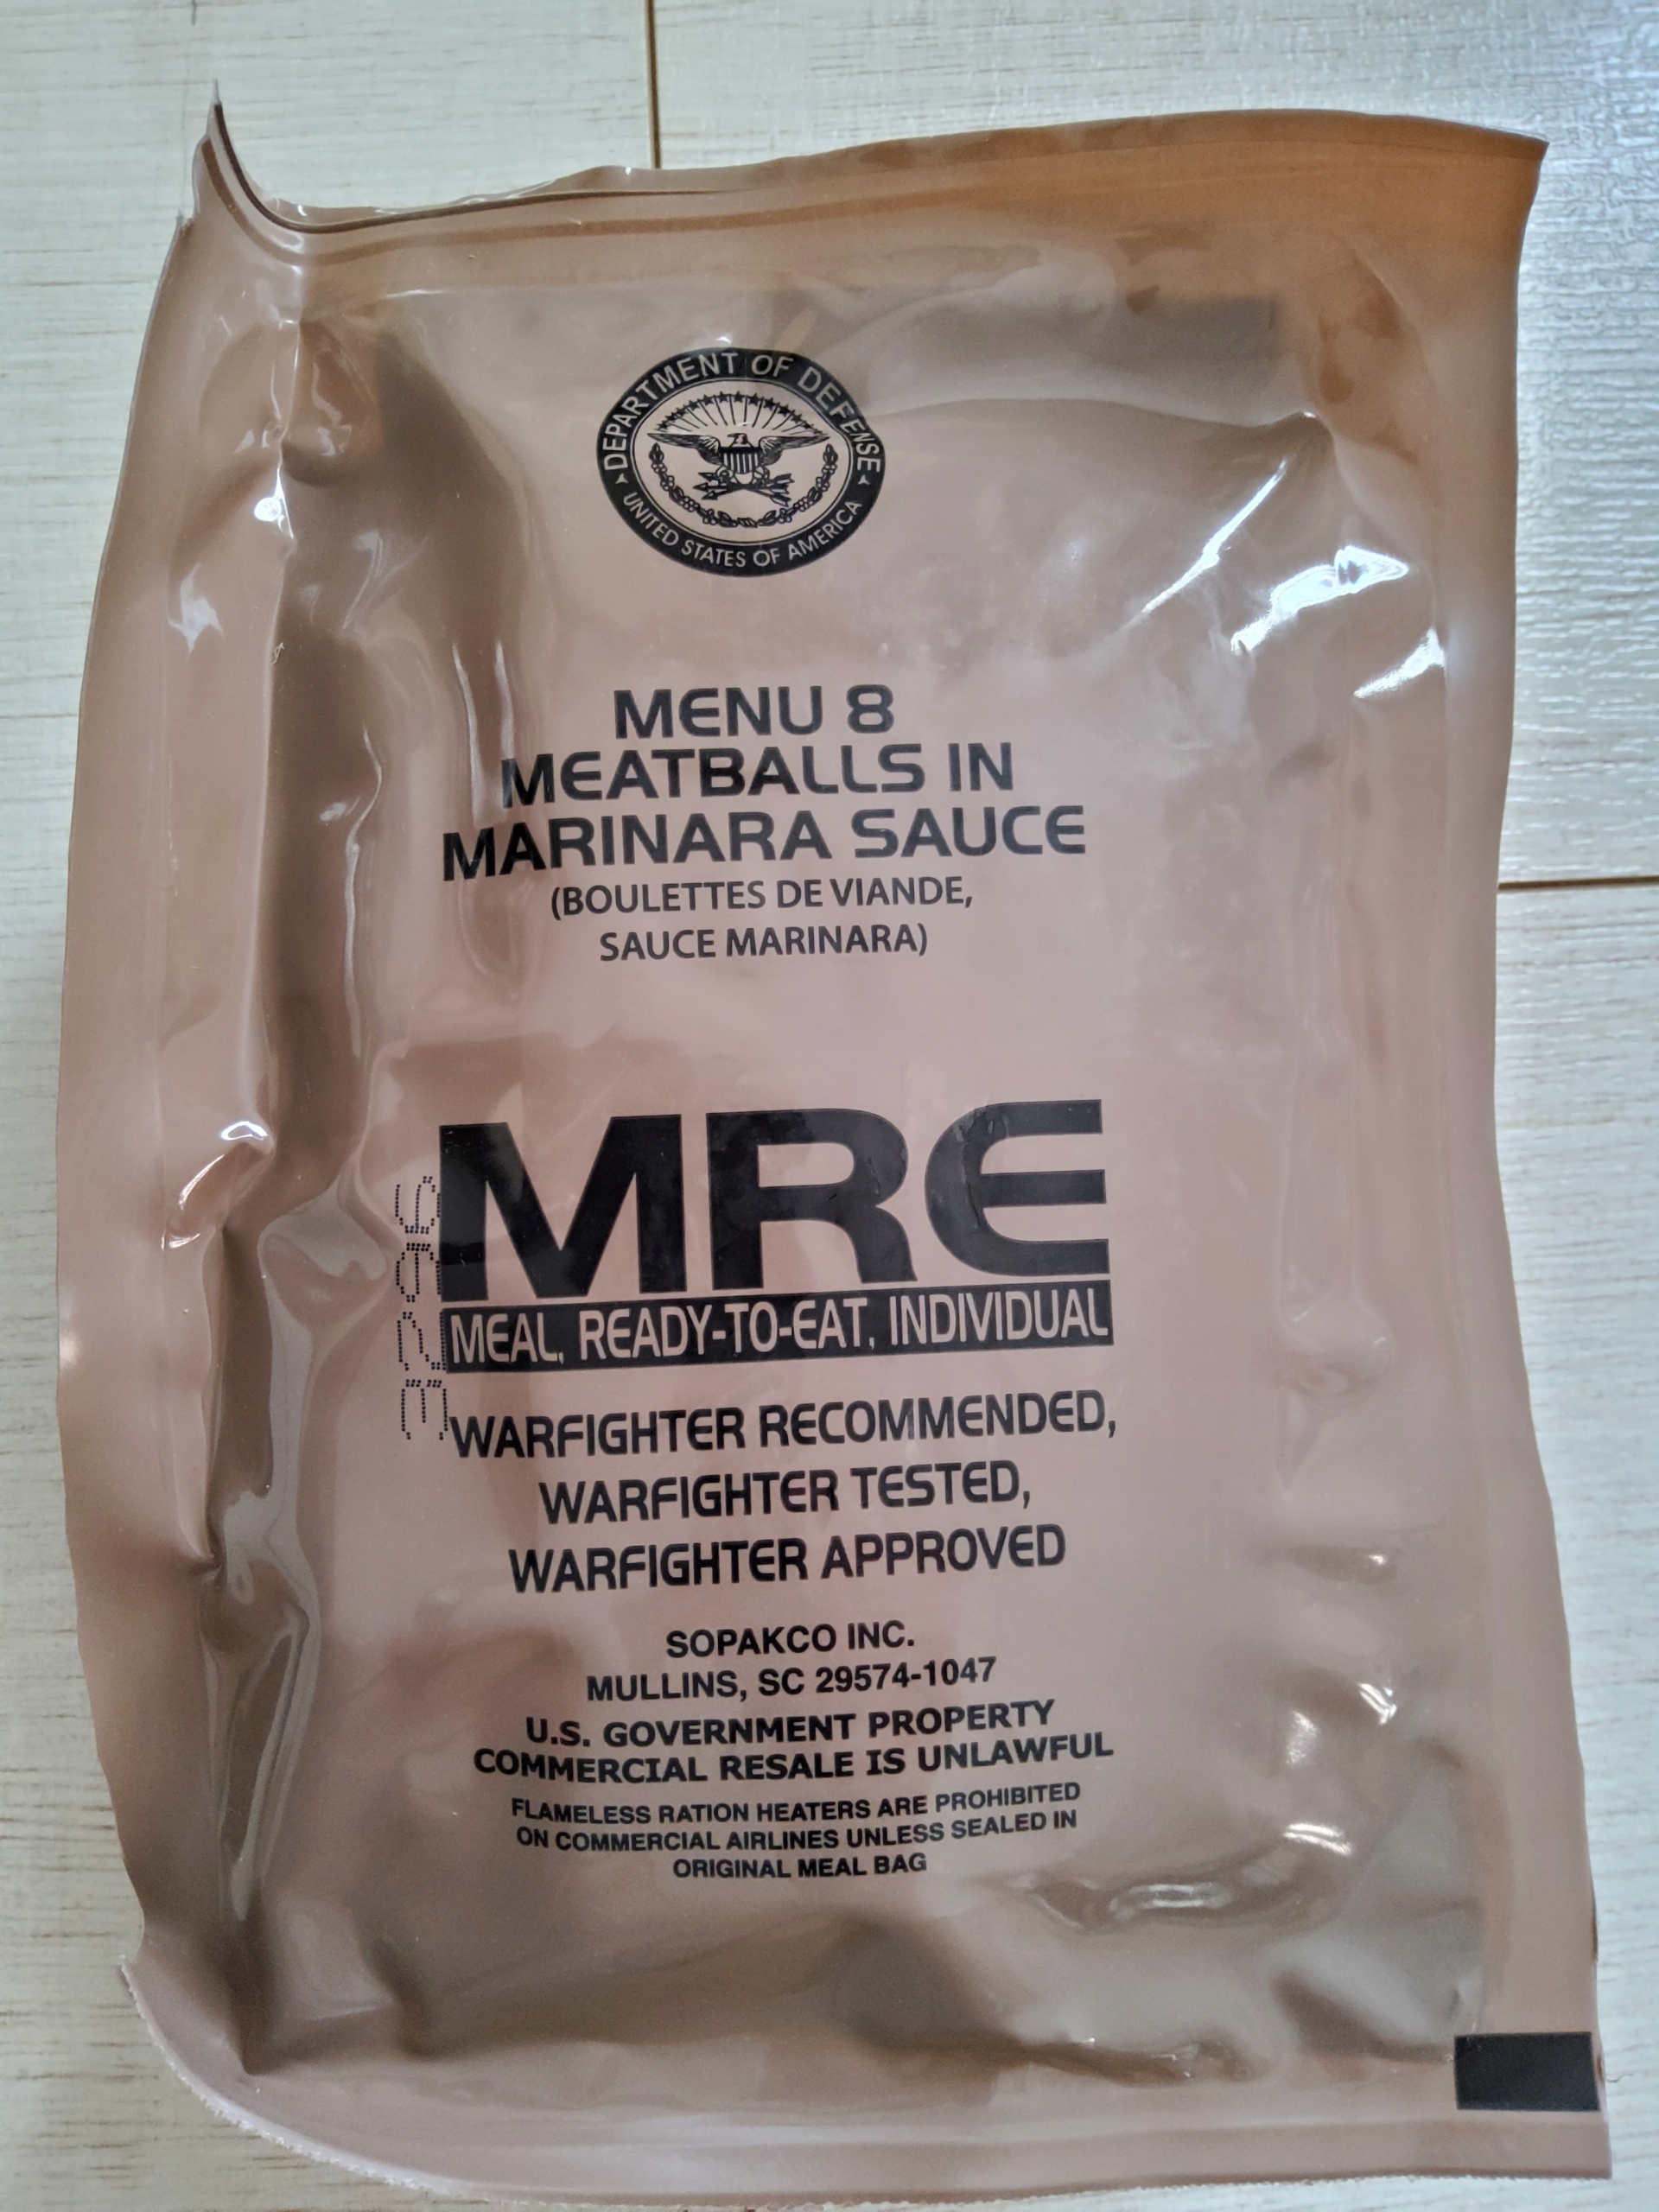 DEPARTMENT OF DEFENSE
UNITED STATES OF AMERICA
MENU 8
MEATBALLS IN
MARINARA SAUCE
(BOULETTES DE VIANDE,
SAUCE MARINARA)
MRE
MEAL, READY-TO-EAT, INDIVIDUAL
WARFIGHTER RECOMMENDED,
WARFIGHTER TESTED,
WARFIGHTER APPROVED
SOPAKCO INC.
MULLINS, SC 29574-1047
U.S. GOVERNMENT PROPERTY
COMMERCIAL RESALE IS UNLAWFUL
FLAMELESS RATION HEATERS ARE PROHIBITED
ON COMMERCIAL AIRLINES UNLESS SEALED IN
ORIGINAL MEAL BAG